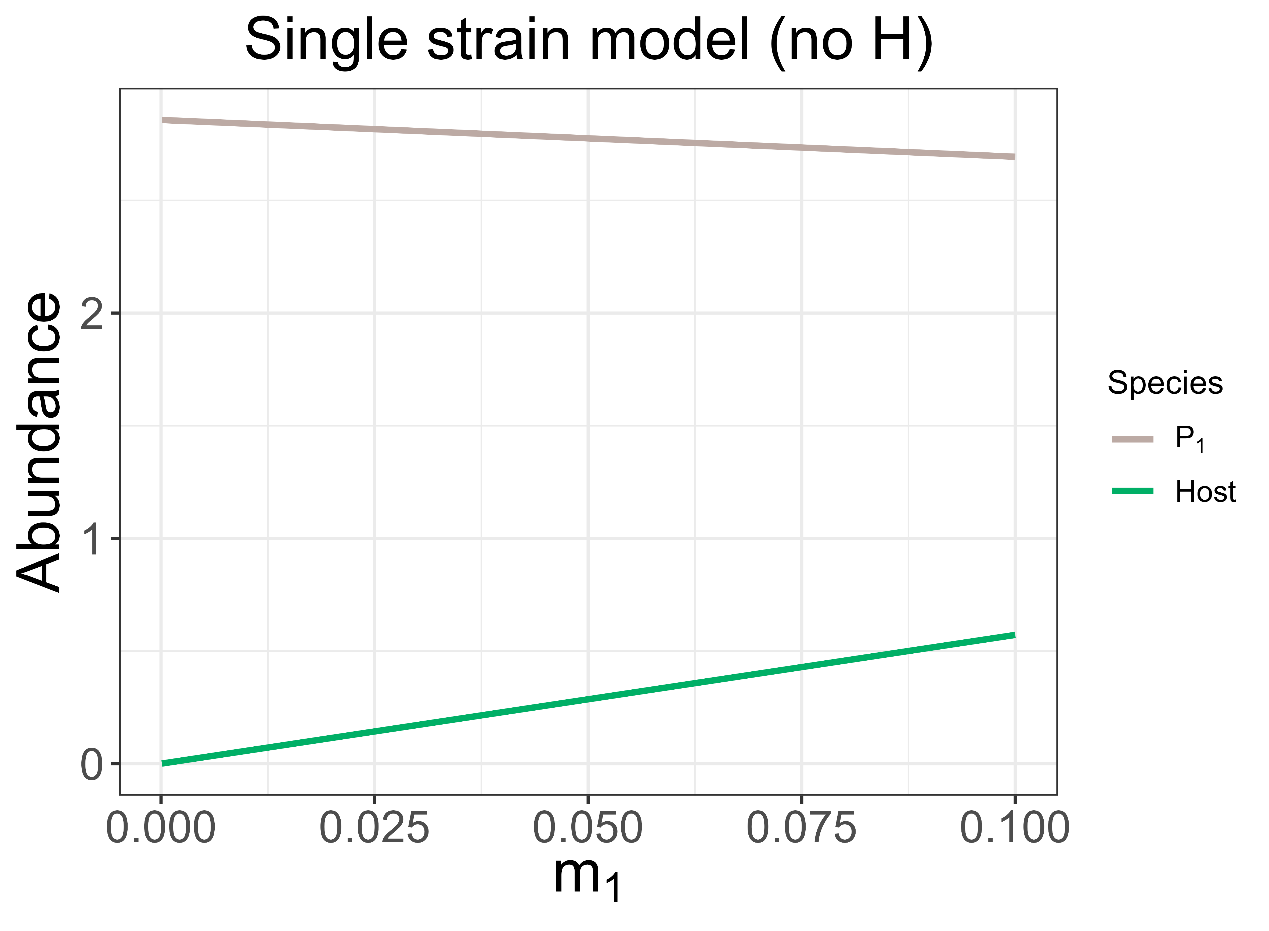 Single strain model (no H)
Abundance
2
1
0
0.000 0.025 0.050 0.075 0.100
m₁
Species
P₁
Host